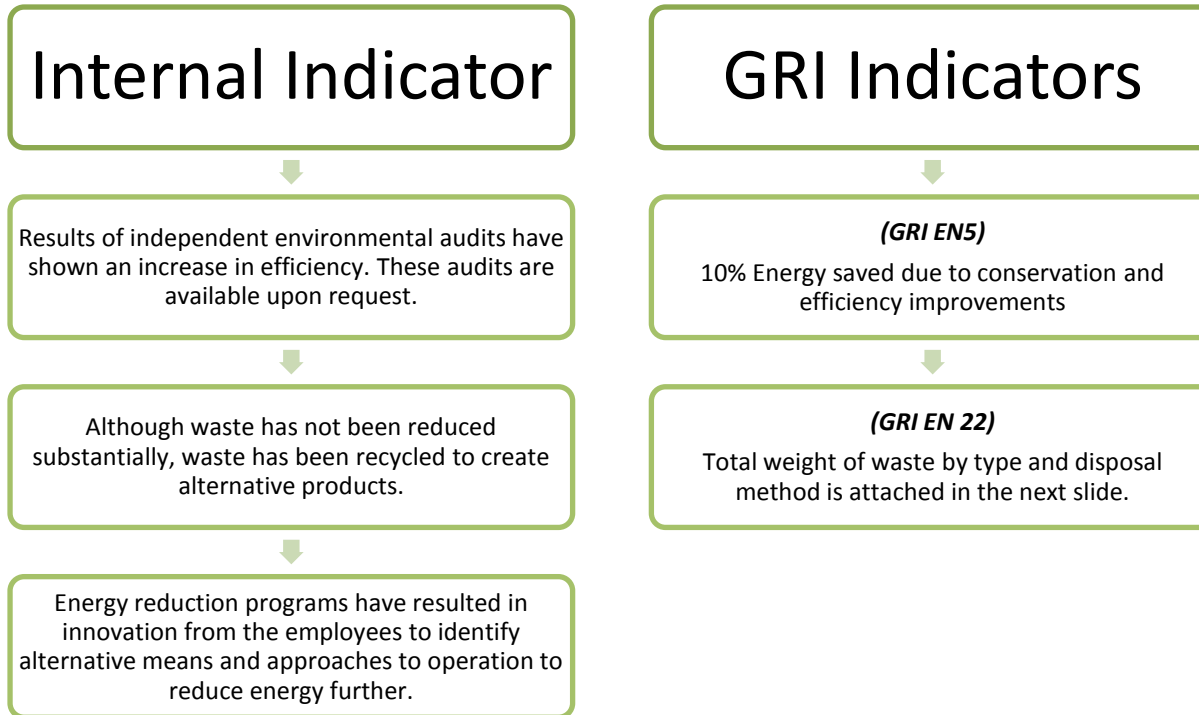 Internal Indicator
Results of independent environmental audits have
shown an increase in efficiency. These audits are
available upon request.
Although waste has not been reduced
substantially, waste has been recycled to create
alternative products.
Energy reduction programs have resulted in
innovation from the employees to identify
alternative means and approaches to operation to
reduce energy further.
GRI Indicators
(GRI EN5)
10% Energy saved due to conservation and
efficiency improvements
(GRI EN 22)
Total weight of waste by type and disposal
method is attached in the next slide.